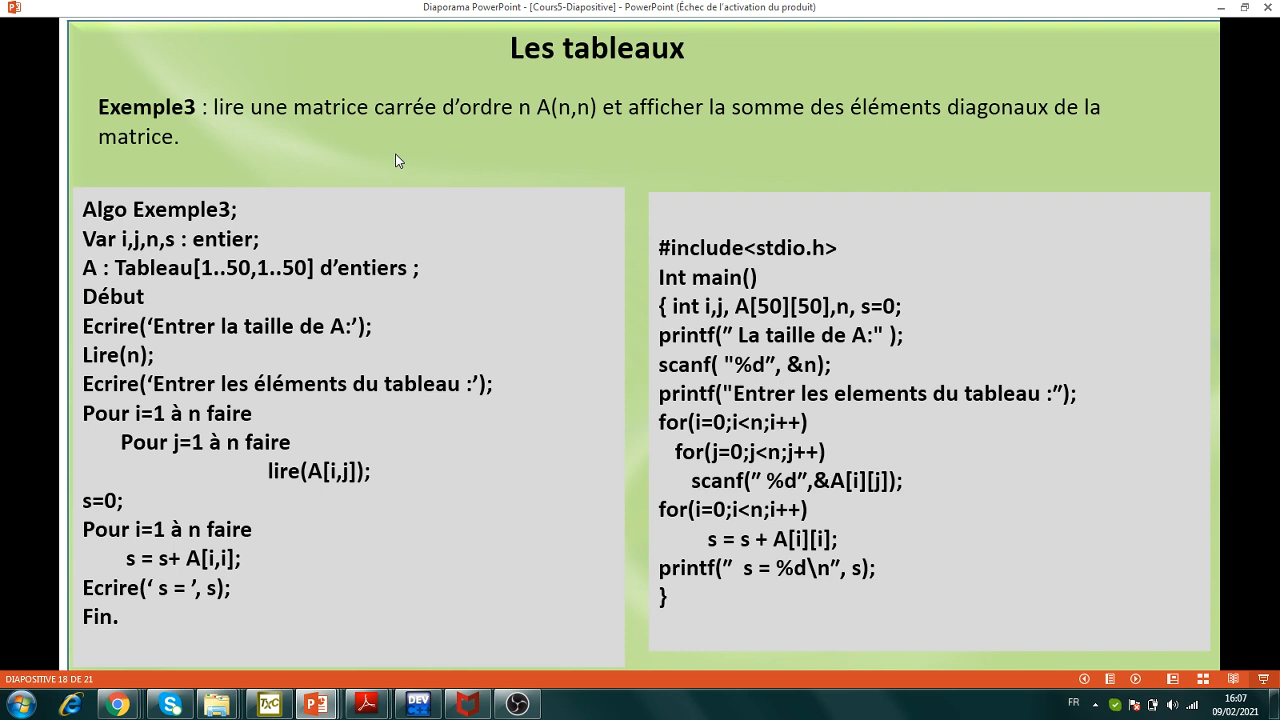 Diaporama PowerPoint - [Cours5-Diapositive] - PowerPoint (Échec de l'activation du produit)
Les tableaux
Exemple3 : lire une matrice carrée d'ordre n A(n,n) et afficher la somme des éléments diagonaux de la
matrice.
Algo Exemple3;
Var i,j,n,s : entier;
A : Tableau[1..50,1..50] d'entiers ;
Début
Ecrire('Entrer la taille de A:');
Lire(n);
Ecrire('Entrer les éléments du tableau :');
Pour i=1 à n faire
Pour j=1 à n faire
lire(A[i,j]);
s=0;
Pour i=1 à n faire
s = s+ A[i,i];
Ecrire(' s = ', s);
Fin.
#include<stdio.h>
Int main()
{ int i,j, A[50][50],n, s=0;
printf(” La taille de A:" );
scanf( "%d”, &n);
printf("Entrer les elements du tableau :”);
for(i=0;i<n;i++)
for(j=0;j<n;j++)
scanf(” %d”,&A[i][j]);
for(i=0;i<n;i++)
s = s + A[i][i];
printf(”  s = %d\n”, s);
}
DIAPOSITIVE 18 DE 21
TXC
DEV
FR
16:07
09/02/2021